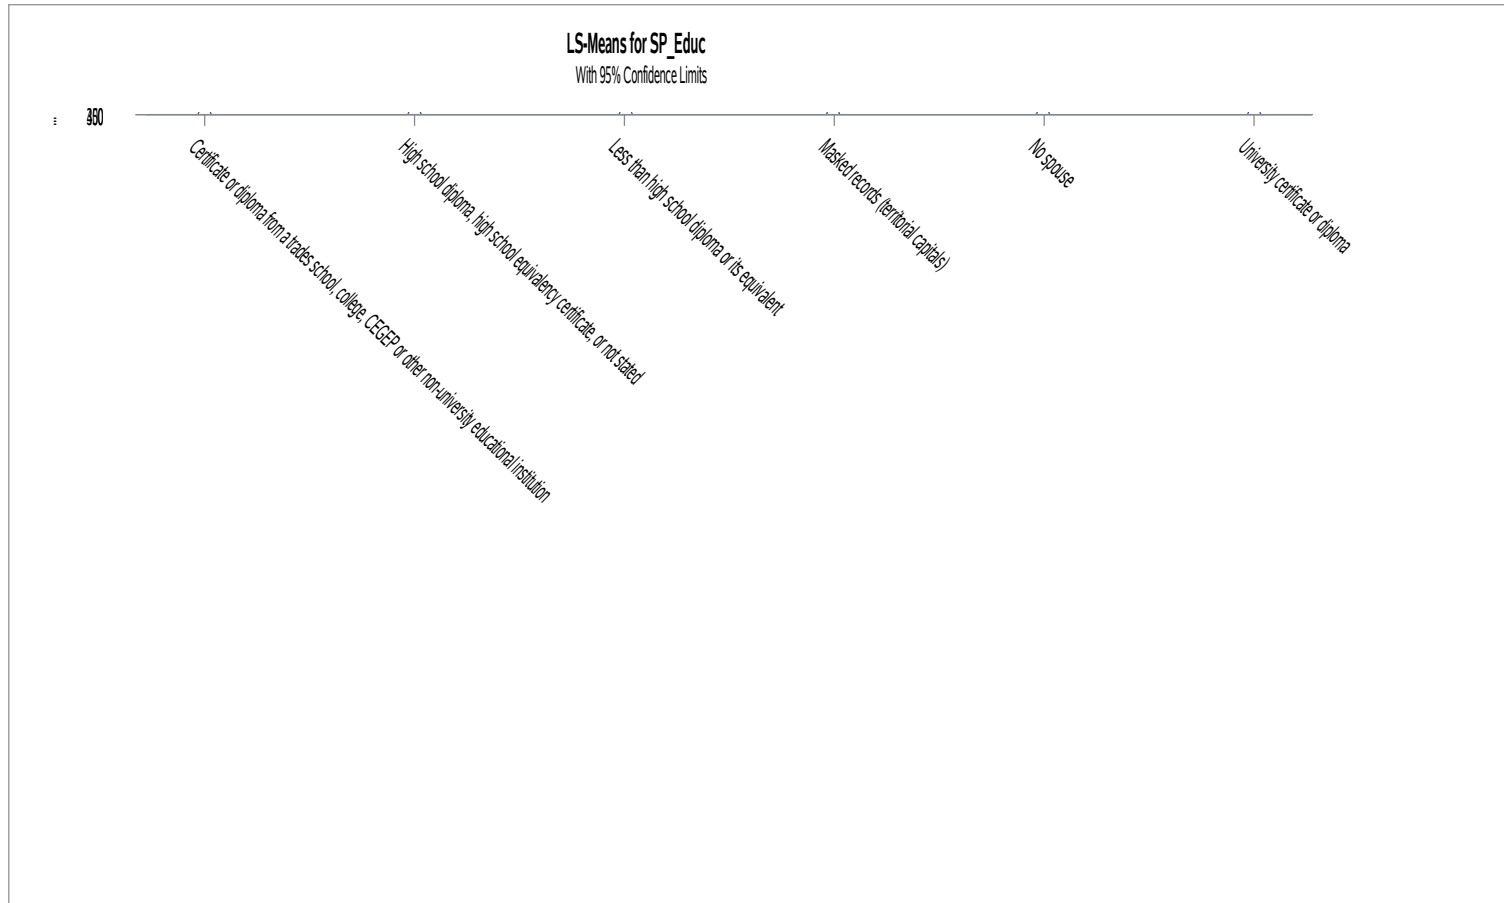 LS-Means for SP_Educ
With 95% Confidence Limits
...
Certificate or diploma from a trades school, college, CEGEP or other non-university educational institution
High school diploma, high school equivalency certificate, or not stated
Less than high school diploma or its equivalent
Masked records (territorial capitals)
No spouse
University certificate or diploma